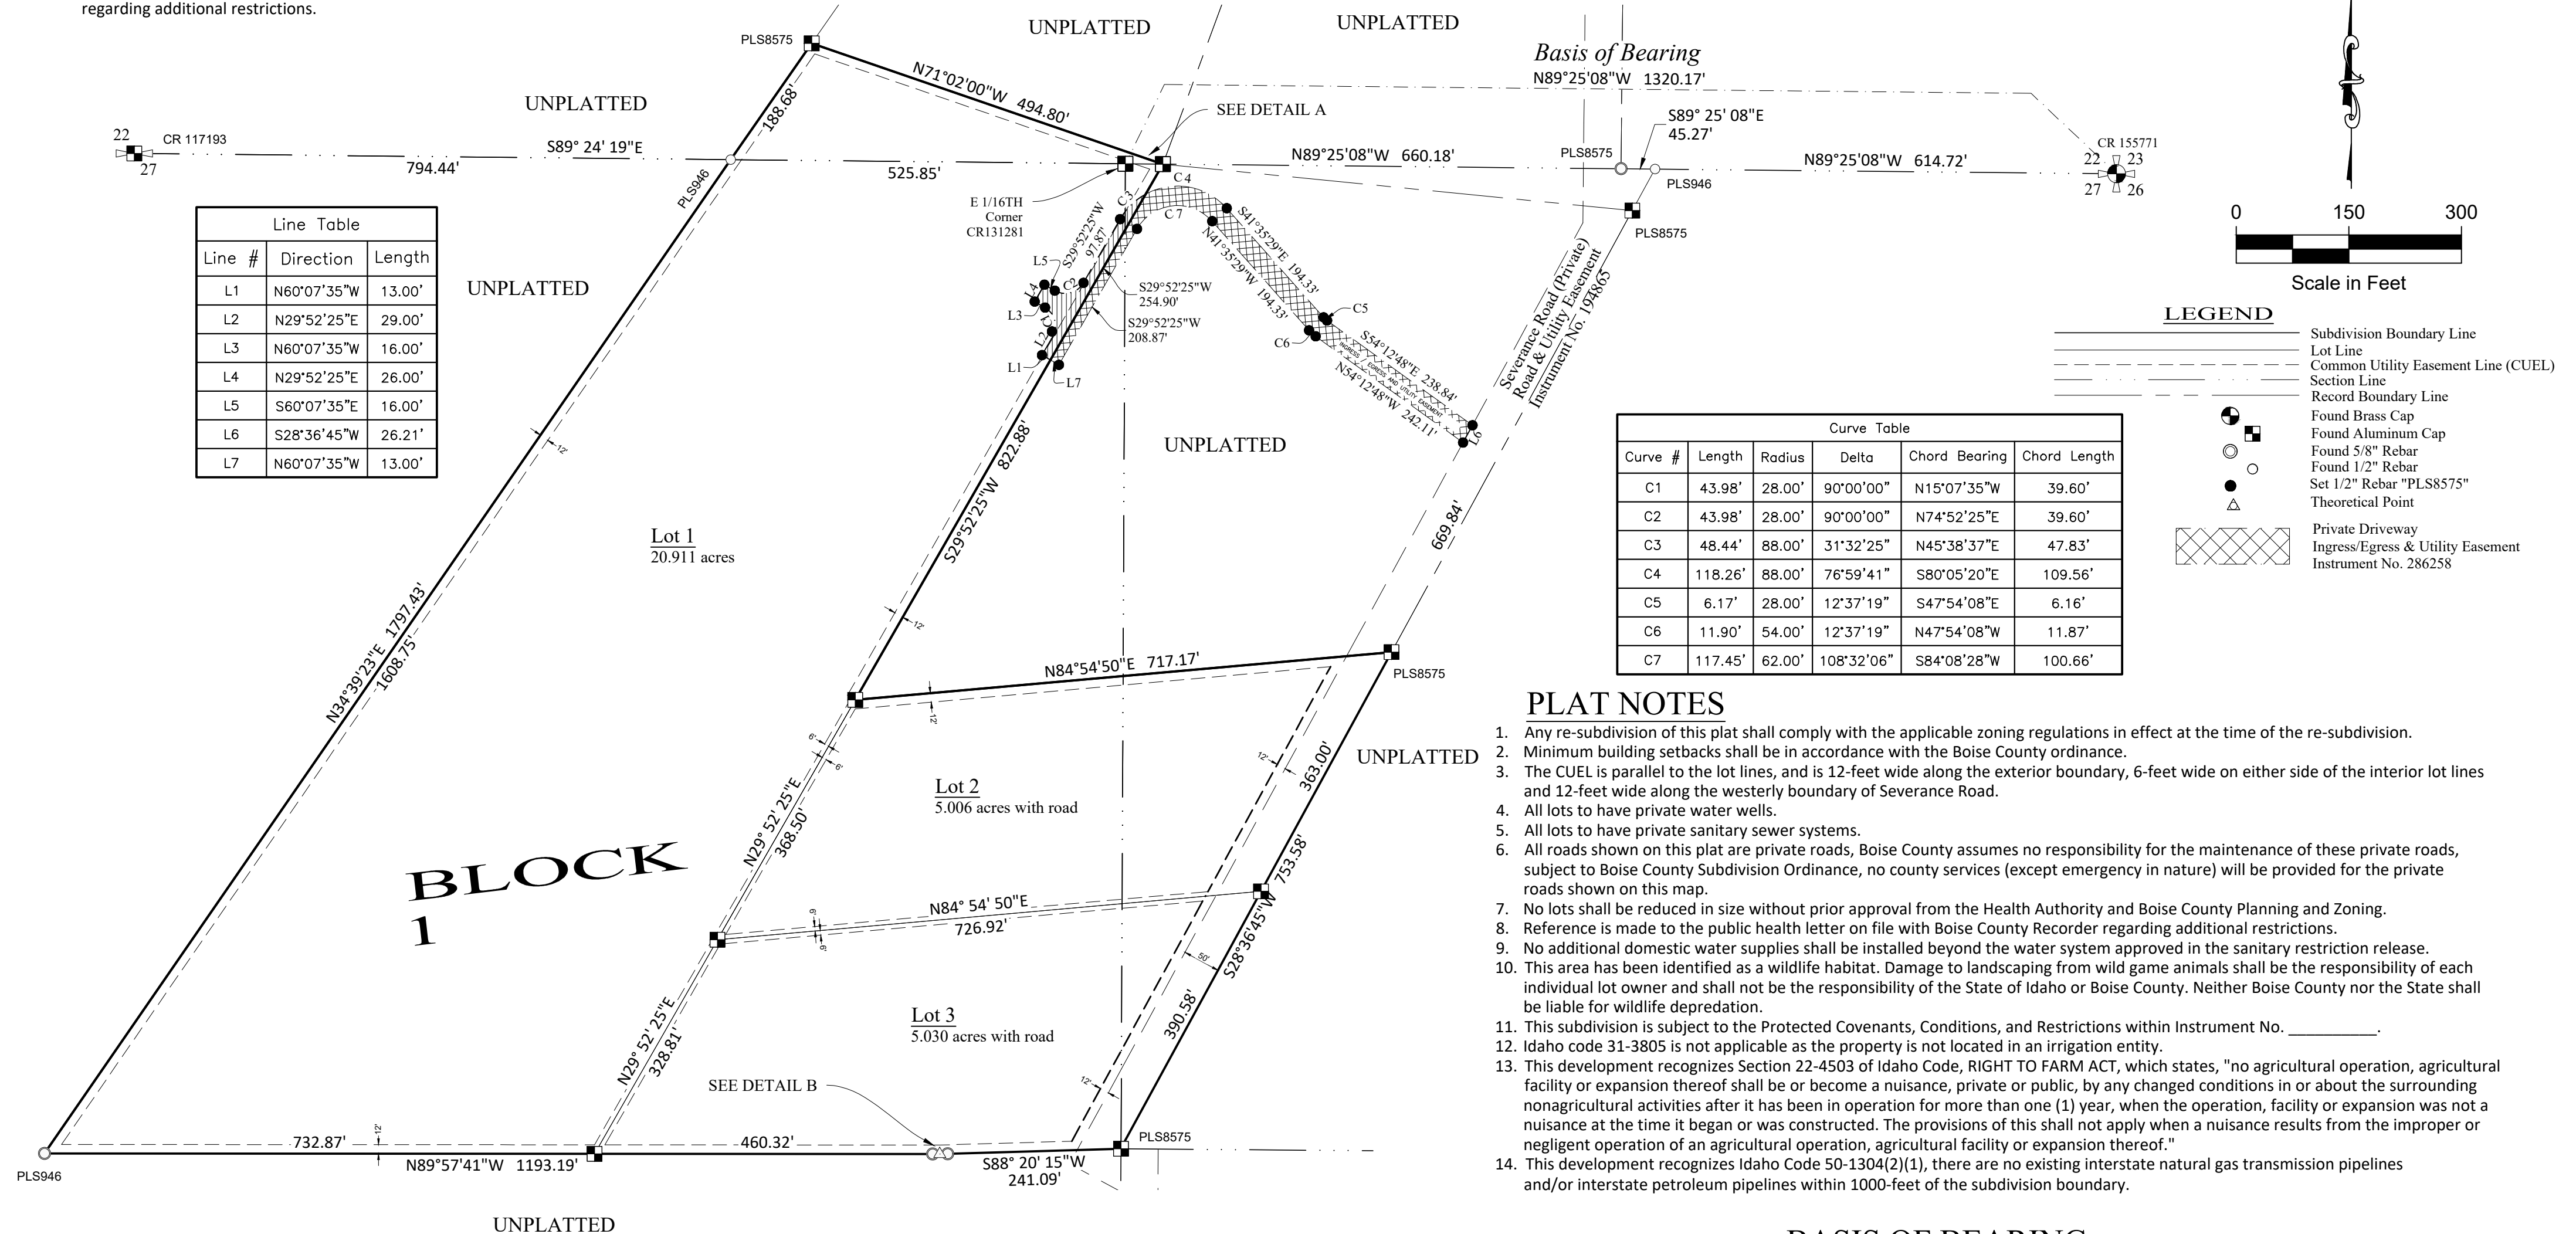 regarding additional restrictions.
UNPLATTED
UNPLATTED
PLS8575
N71°02'00"W 494.80'
Basis of Bearing
N89°25'08"W 1320.17'
UNPLATTED
188.68'
SEE DETAIL A
S89° 25' 08"E
45.27'
22
CR 117193
27
S89° 24' 19"E
794.44'
525.85'
N89°25'08"W 660.18'
PLS8575
N89°25'08"W 614.72'
CR 155771
22 23
27 26
PLS946
PLS946
PLS8575
E 1/16TH
Corner
CR131281
C4
C3
C7
0 150 300
Scale in Feet
Line Table
Line # Direction Length
L1 N60°07'35"W 13.00'
L2 N29°52'25"E 29.00'
L3 N60°07'35"W 16.00'
L4 N29°52'25"E 26.00'
L5 S60°07'35"E 16.00'
L6 S28°36'45"W 26.21'
L7 N60°07'35"W 13.00'
UNPLATTED
S29°52'25"W
97.87'
L5
L4
L3
C2
C1
L2
L1
L7
S29°52'25"W
254.90'
S29°52'25"W
208.87'
S41°35'29"E 194.33'
N41°35'29"W 194.33'
C5
C6
S54°12'48"E 238.84'
INGRESS / EGRESS AND UTILITY EASEMENT
N54°12'48"W 242.11'
L6
Severance Road (Private)
Road & Utility Easement
Instrument No. 194865
LEGEND
Subdivision Boundary Line
Lot Line
Common Utility Easement Line (CUEL)
Section Line
Record Boundary Line
Found Brass Cap
Found Aluminum Cap
Found 5/8" Rebar
Found 1/2" Rebar
Set 1/2" Rebar "PLS8575"
Theoretical Point
Private Driveway
Ingress/Egress & Utility Easement
Instrument No. 286258
Curve Table
Curve # Length Radius Delta Chord Bearing Chord Length
C1 43.98' 28.00' 90°00'00" N15°07'35"W 39.60'
C2 43.98' 28.00' 90°00'00" N74°52'25"E 39.60'
C3 48.44' 88.00' 31°32'25" N45°38'37"E 47.83'
C4 118.26' 88.00' 76°59'41" S80°05'20"E 109.56'
C5 6.17' 28.00' 12°37'19" S47°54'08"E 6.16'
C6 11.90' 54.00' 12°37'19" N47°54'08"W 11.87'
C7 117.45' 62.00' 108°32'06" S84°08'28"W 100.66'
12'
UNPLATTED
S29°52'25"W 822.88'
669.84'
Lot 1
20.911 acres
12'
N34°39'23"E 1797.43'
1608.75'
N84°54'50"E 717.17'
12'
PLS8575
6'
6'
12'
UNPLATTED
363.00'
Lot 2
5.006 acres with road
N29° 52' 25"E
368.50'
BLOCK
1
753.58'
S28°36'45"W
N84° 54' 50"E
726.92'
6'
6'
50'
390.58'
Lot 3
5.030 acres with road
N29° 52' 25"E
328.81'
SEE DETAIL B
12'
732.87'
12'
460.32'
PLS8575
N89°57'41"W 1193.19'
S88° 20' 15"W
241.09'
PLS946
UNPLATTED
PLAT NOTES
1. Any re-subdivision of this plat shall comply with the applicable zoning regulations in effect at the time of the re-subdivision.
2. Minimum building setbacks shall be in accordance with the Boise County ordinance.
3. The CUEL is parallel to the lot lines, and is 12-feet wide along the exterior boundary, 6-feet wide on either side of the interior lot lines
and 12-feet wide along the westerly boundary of Severance Road.
4. All lots to have private water wells.
5. All lots to have private sanitary sewer systems.
6. All roads shown on this plat are private roads, Boise County assumes no responsibility for the maintenance of these private roads,
subject to Boise County Subdivision Ordinance, no county services (except emergency in nature) will be provided for the private
roads shown on this map.
7. No lots shall be reduced in size without prior approval from the Health Authority and Boise County Planning and Zoning.
8. Reference is made to the public health letter on file with Boise County Recorder regarding additional restrictions.
9. No additional domestic water supplies shall be installed beyond the water system approved in the sanitary restriction release.
10. This area has been identified as a wildlife habitat. Damage to landscaping from wild game animals shall be the responsibility of each
individual lot owner and shall not be the responsibility of the State of Idaho or Boise County. Neither Boise County nor the State shall
be liable for wildlife depredation.
11. This subdivision is subject to the Protected Covenants, Conditions, and Restrictions within Instrument No. __________.
12. Idaho code 31-3805 is not applicable as the property is not located in an irrigation entity.
13. This development recognizes Section 22-4503 of Idaho Code, RIGHT TO FARM ACT, which states, "no agricultural operation, agricultural
facility or expansion thereof shall be or become a nuisance, private or public, by any changed conditions in or about the surrounding
nonagricultural activities after it has been in operation for more than one (1) year, when the operation, facility or expansion was not a
nuisance at the time it began or was constructed. The provisions of this shall not apply when a nuisance results from the improper or
negligent operation of an agricultural operation, agricultural facility or expansion thereof."
14. This development recognizes Idaho Code 50-1304(2)(1), there are no existing interstate natural gas transmission pipelines
and/or interstate petroleum pipelines within 1000-feet of the subdivision boundary.
BASIS OF BEARING